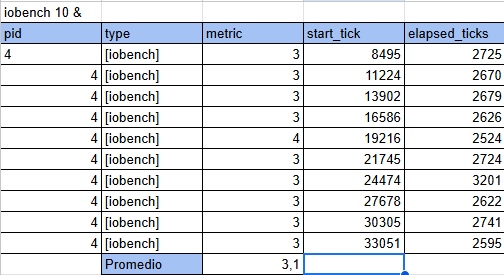 iobench 10 &
pid type metric start_tick elapsed_ticks
4 [iobench] 3 8495 2725
4 [iobench] 3 11224 2670
4 [iobench] 3 13902 2679
4 [iobench] 3 16586 2626
4 [iobench] 4 19216 2524
4 [iobench] 3 21745 2724
4 [iobench] 3 24474 3201
4 [iobench] 3 27678 2622
4 [iobench] 3 30305 2741
4 [iobench] 3 33051 2595
Promedio 3,1